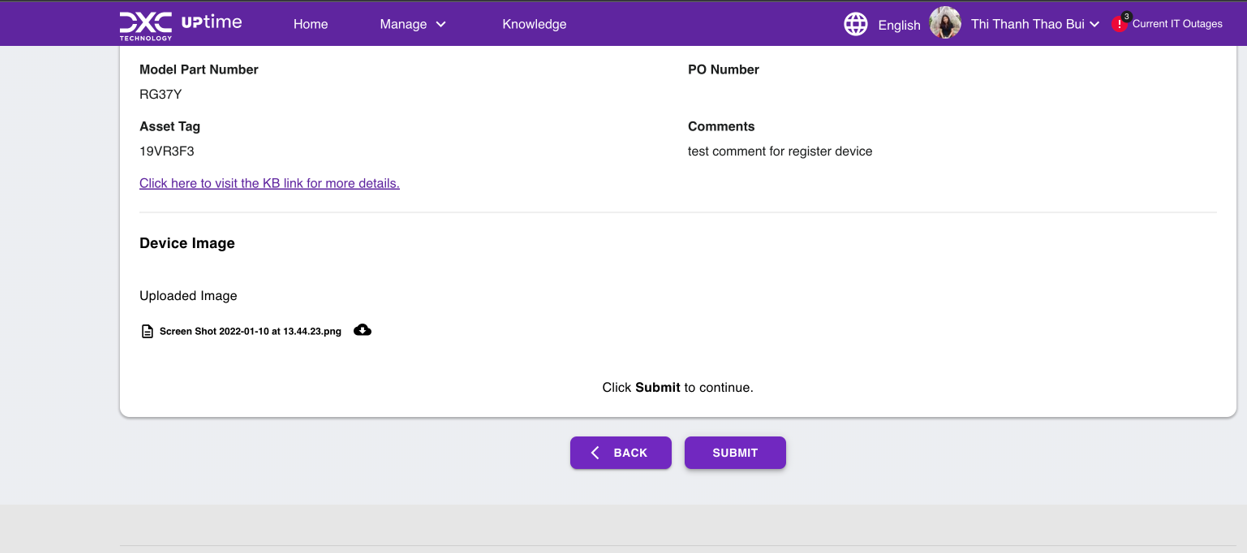 DXC TECHNOLOGY UPtime Home Manage Knowledge English Thi Thanh Thao Bui ! 3 Current IT Outages
Model Part Number
RG37Y
PO Number
Asset Tag
19VR3F3
Comments
test comment for register device
Click here to visit the KB link for more details.
Device Image
Uploaded Image
Screen Shot 2022-01-10 at 13.44.23.png
Click Submit to continue.
BACK
SUBMIT